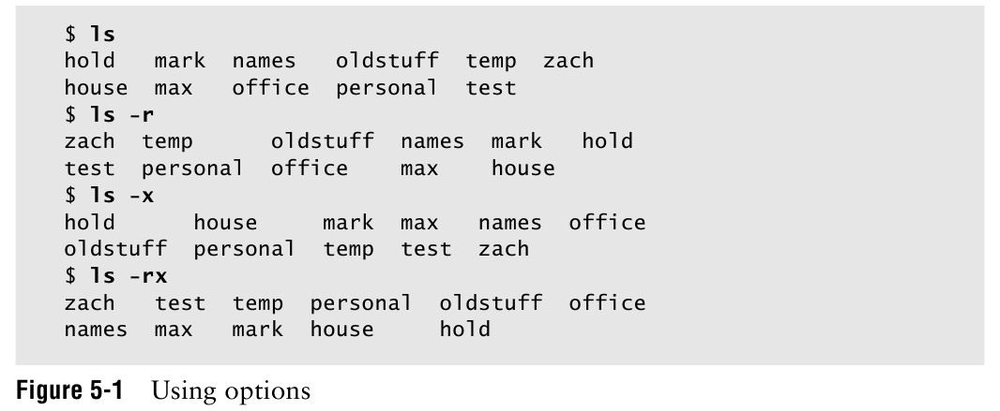 $ ls
hold   mark  names   oldstuff  temp  zach
house  max   office  personal  test
$ ls -r
zach  temp      oldstuff  names  mark   hold
test  personal  office    max    house
$ ls -x
hold      house     mark  max   names  office
oldstuff  personal  temp  test  zach
$ ls -rx
zach   test  temp  personal  oldstuff  office
names  max   mark  house     hold
Figure 5-1  Using options